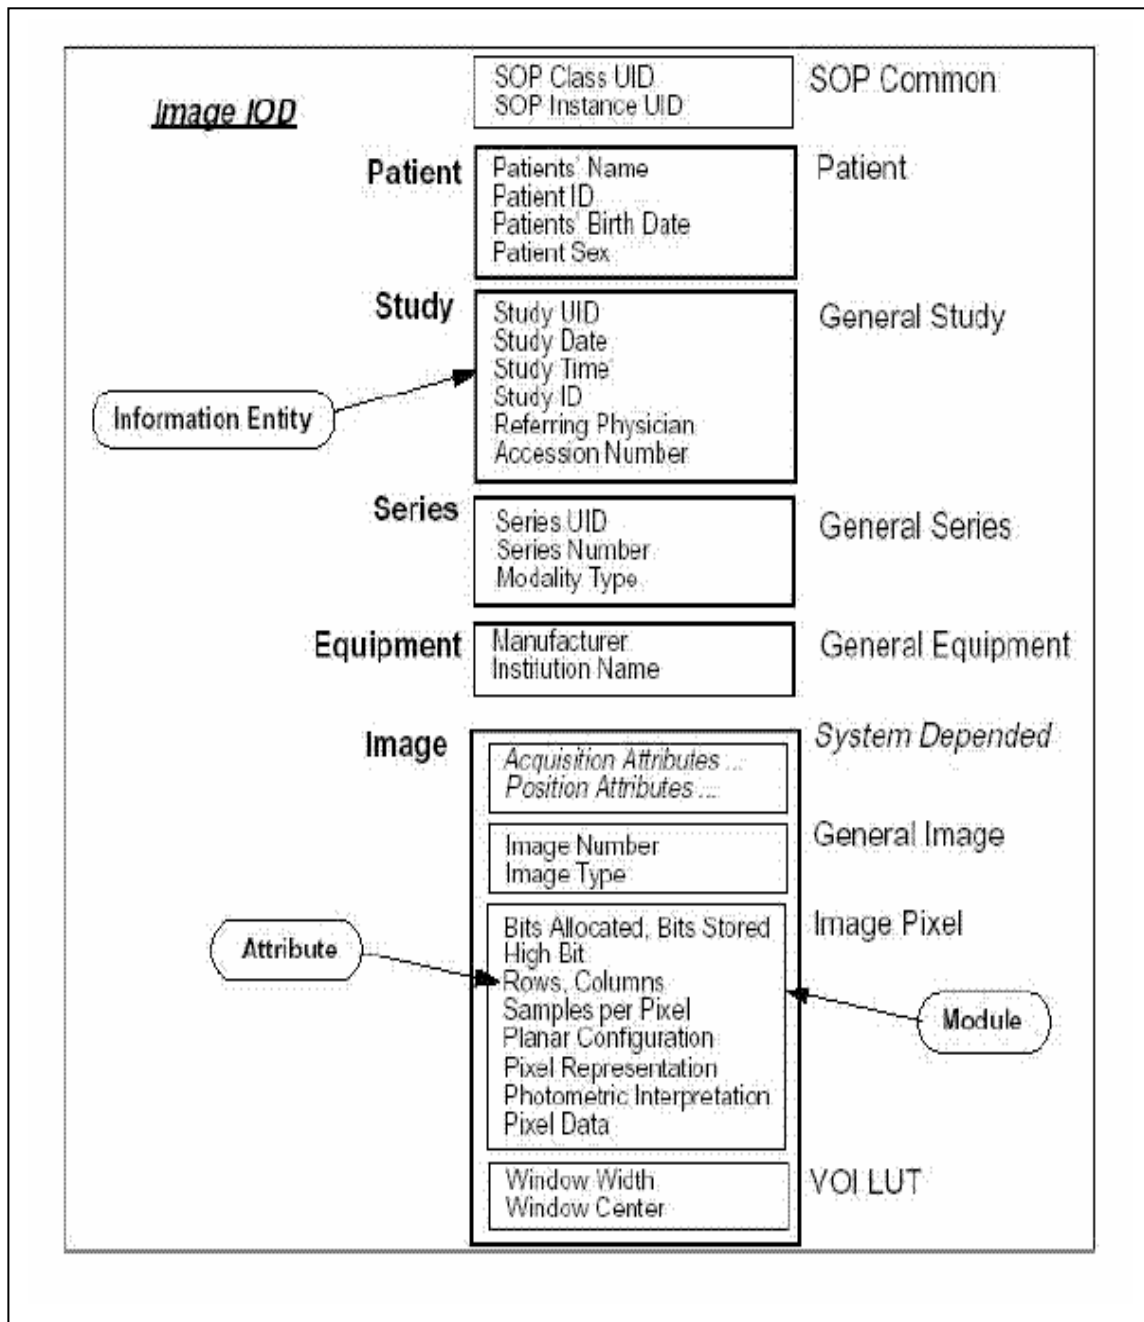 Image IOD
SOP Class UID
SOP Instance UID
SOP Common
Patient
Patients' Name
Patient ID
Patients' Birth Date
Patient Sex
Patient
Study
Study UID
Study Date
Study Time
Study ID
Referring Physician
Accession Number
General Study
Information Entity
Series
Series UID
Series Number
Modality Type
General Series
Equipment
Manufacturer
Institution Name
General Equipment
Image
Acquisition Attributes ...
Position Attributes ...
System Depended
Image Number
Image Type
General Image
Attribute
Bits Allocated, Bits Stored
High Bit
Rows, Columns
Samples per Pixel
Planar Configuration
Pixel Representation
Photometric Interpretation
Pixel Data
Image Pixel
Module
Window Width
Window Center
VOI LUT